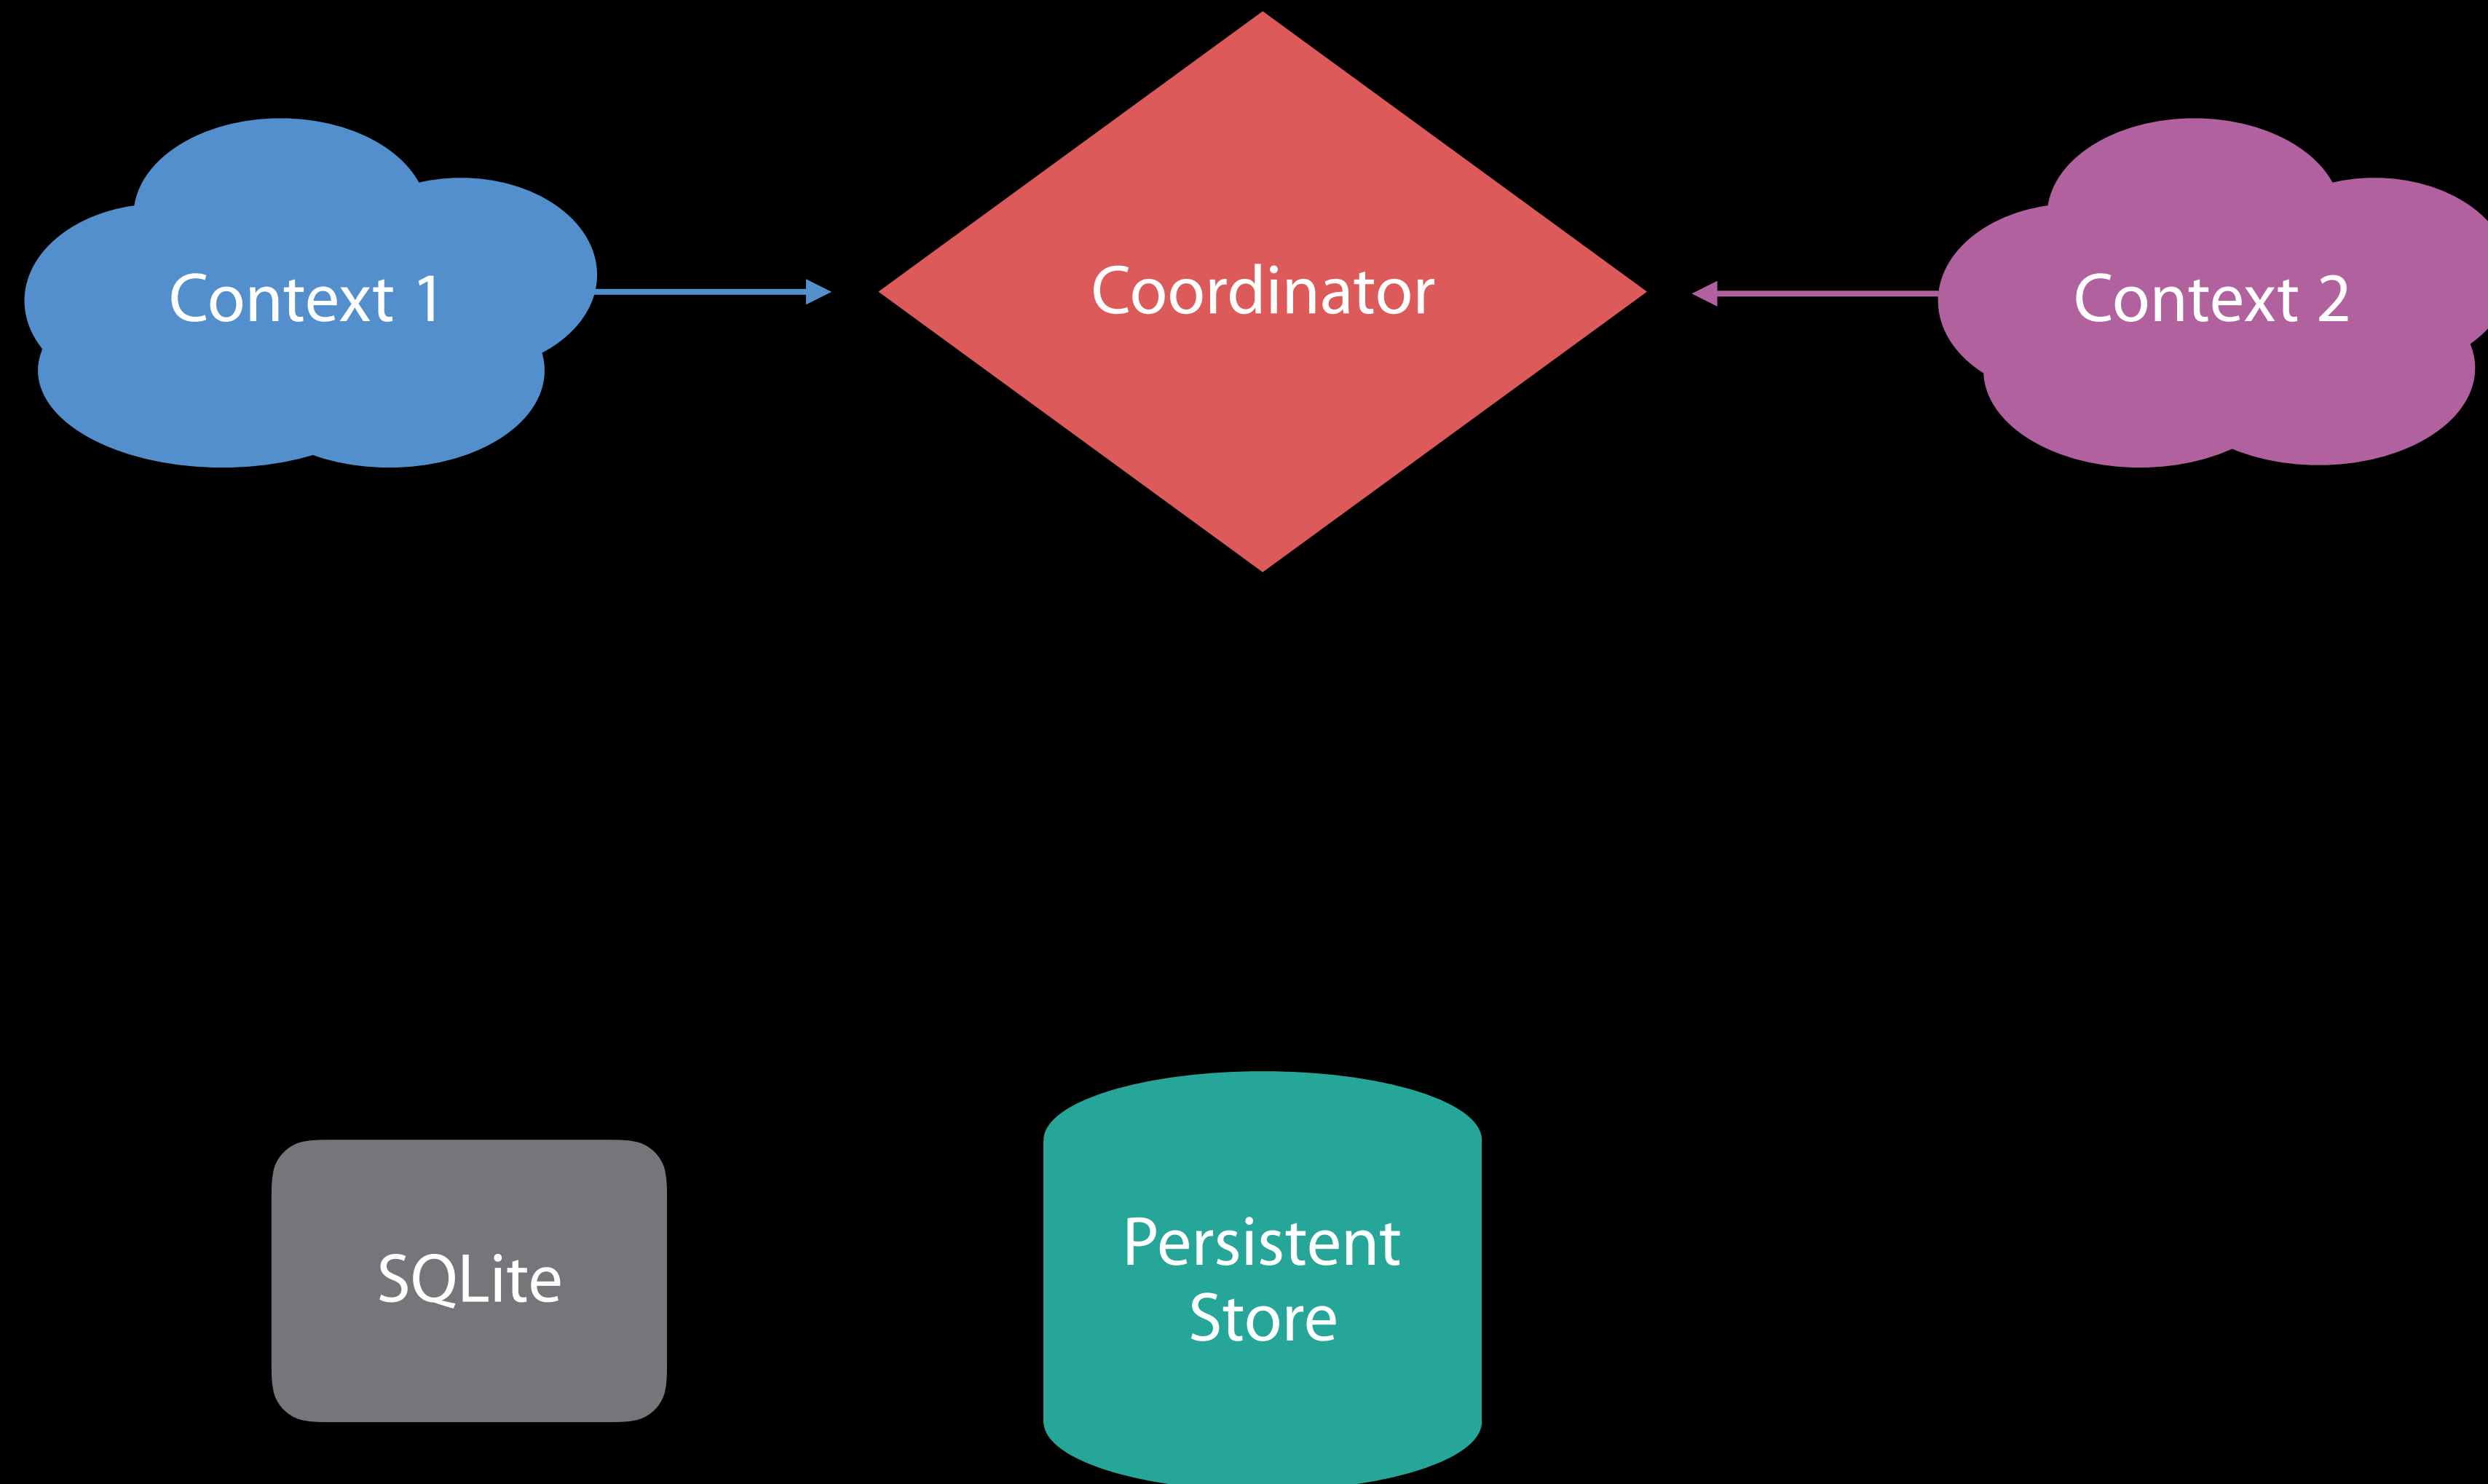 Context 1
Coordinator
Context 2
SQLite
Persistent
Store